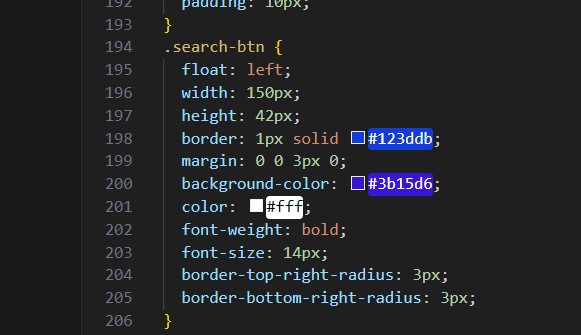 192 padding: 10px;
193 }
194 .search-btn {
195 float: left;
196 width: 150px;
197 height: 42px;
198 border: 1px solid #123ddb;
199 margin: 0 0 3px 0;
200 background-color: #3b15d6;
201 color: #fff;
202 font-weight: bold;
203 font-size: 14px;
204 border-top-right-radius: 3px;
205 border-bottom-right-radius: 3px;
206 }